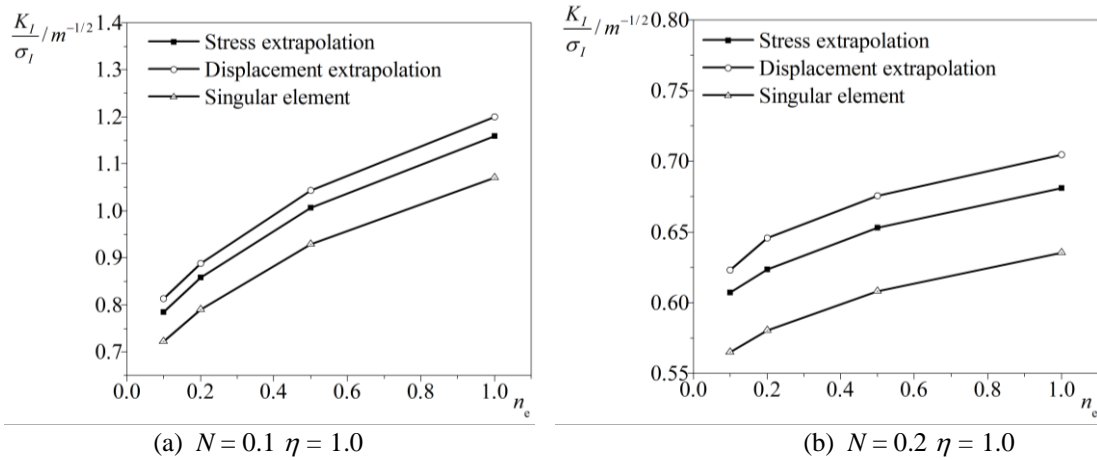 K_I/σ_I / m^{-1/2}
1.4
Stress extrapolation
Displacement extrapolation
Singular element
1.3
1.2
1.1
1.0
0.9
0.8
0.7
0.0 0.2 0.4 0.6 0.8 1.0
n_e
(a) N = 0.1 η = 1.0
K_I/σ_I / m^{-1/2}
0.80
Stress extrapolation
Displacement extrapolation
Singular element
0.75
0.70
0.65
0.60
0.55
0.0 0.2 0.4 0.6 0.8 1.0
n_e
(b) N = 0.2 η = 1.0